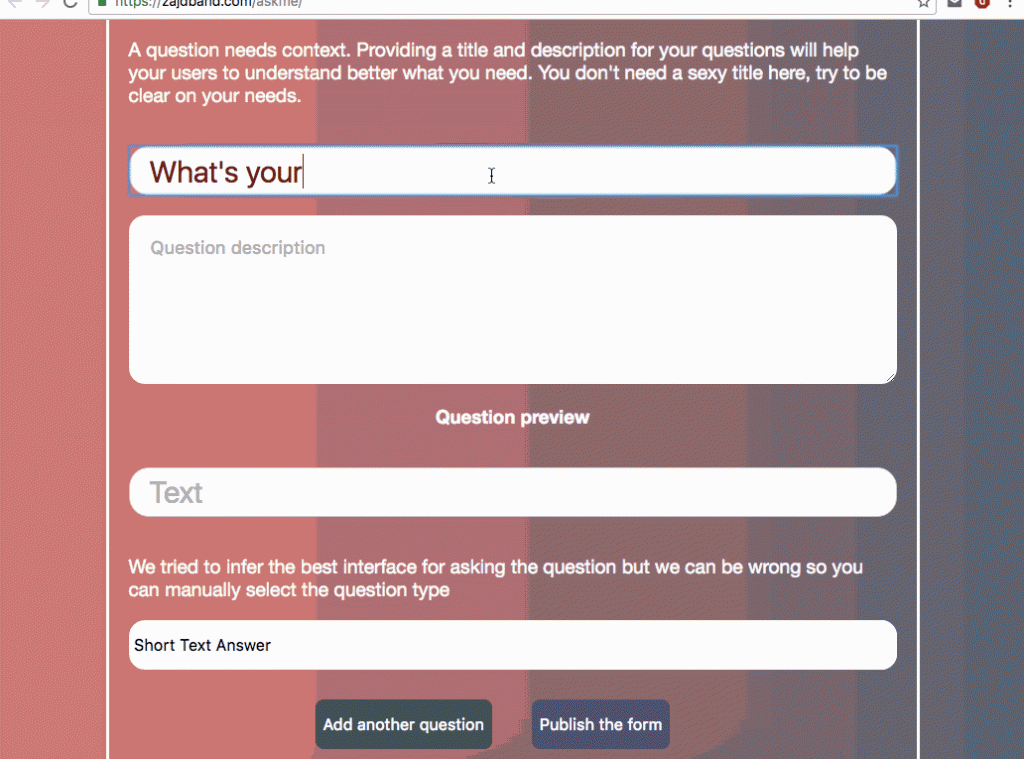 https://zajdband.com/askme/
A question needs context. Providing a title and description for your questions will help
your users to understand better what you need. You don't need a sexy title here, try to be
clear on your needs.
What's your
Question description
Question preview
Text
We tried to infer the best interface for asking the question but we can be wrong so you
can manually select the question type
Short Text Answer
Add another question
Publish the form